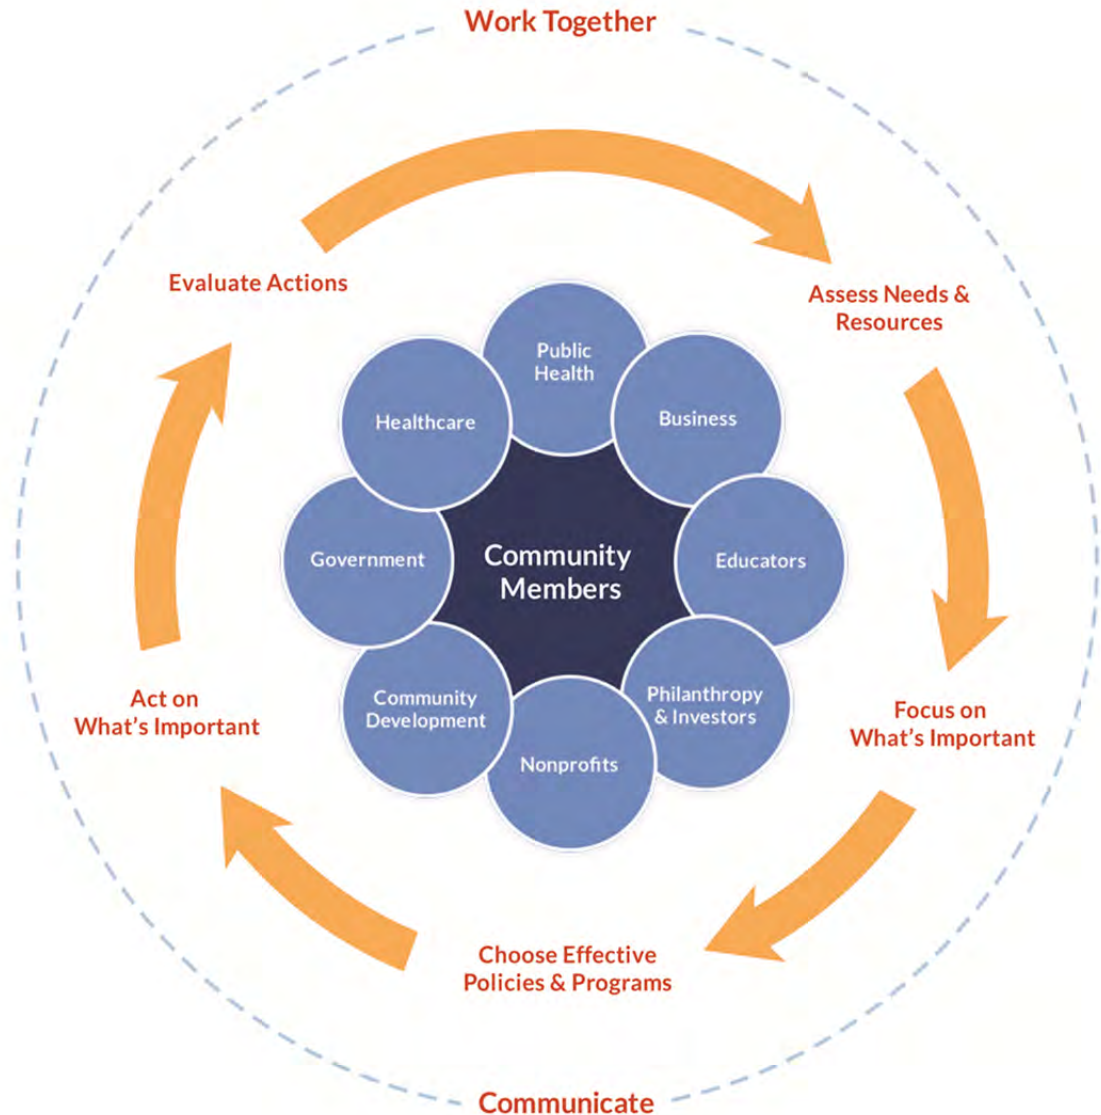 Work Together
Evaluate Actions
Assess Needs &
Resources
Public
Health
Healthcare
Business
Government
Community
Members
Educators
Community
Development
Philanthropy
& Investors
Nonprofits
Act on
What's Important
Focus on
What's Important
Choose Effective
Policies & Programs
Communicate